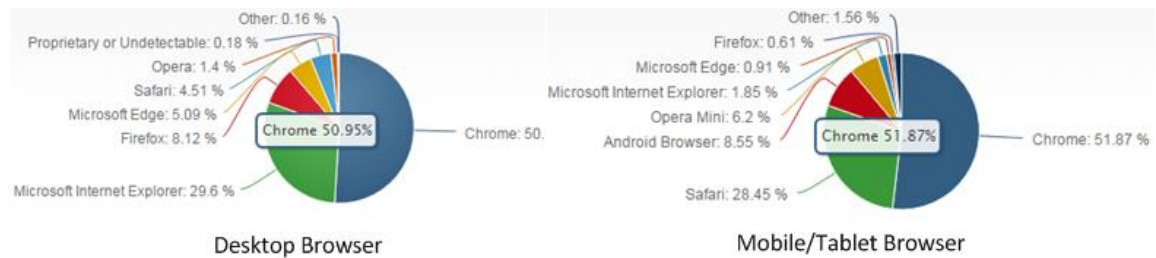 Other: 0.16 %
Proprietary or Undetectable: 0.18 %
Opera: 1.4 %
Safari: 4.51 %
Microsoft Edge: 5.09 %
Firefox: 8.12 %
Chrome 50.95%
Chrome: 50.
Microsoft Internet Explorer: 29.6 %
Desktop Browser
Other: 1.56 %
Firefox: 0.61 %
Microsoft Edge: 0.91 %
Microsoft Internet Explorer: 1.85 %
Opera Mini: 6.2 %
Android Browser: 8.55 %
Chrome 51.87%
Chrome: 51.87 %
Safari: 28.45 %
Mobile/Tablet Browser